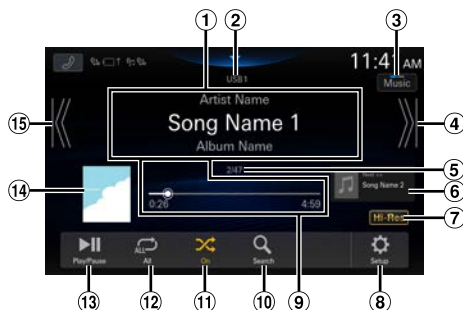 1
2
3
11:41 AM
USB1
Music
Artist Name
15
Song Name 1
4
Album Name
2/47
5
Song Name 2
6
14
0:26
4:59
Hi-Res
7
ALL
Play/Pause
All
On
Search
Setup
13
12
11
10
9
8